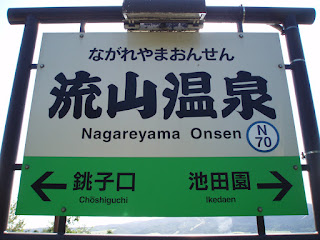 ながれやまおんせん
流山温泉
Nagareyama Onsen
N
70
銚子口 池田園
Chōshiguchi Ikedaen